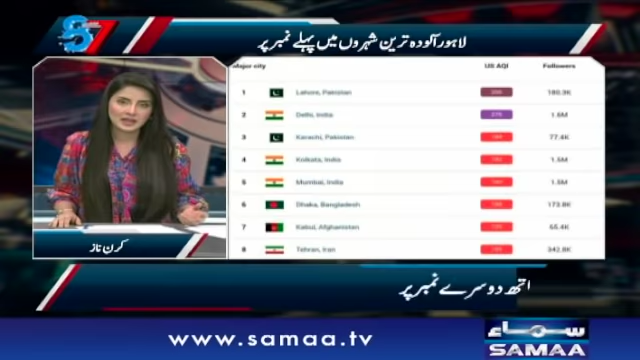 لاہور آلودہ ترین شہروں میں پہلے نمبر پر
Major city US AQI Followers
1 Lahore, Pakistan 180.9K
2 Delhi, India 1.6M
3 Karachi, Pakistan 77.4K
4 Kolkata, India 1.5M
5 Mumbai, India 1.5M
6 Dhaka, Bangladesh 173.8K
7 Kabul, Afghanistan 65.4K
8 Tehran, Iran 342.8K
کرن ناز
اتھ دوسرے نمبر پر
www.samaa.tv
سماء
SAMAA